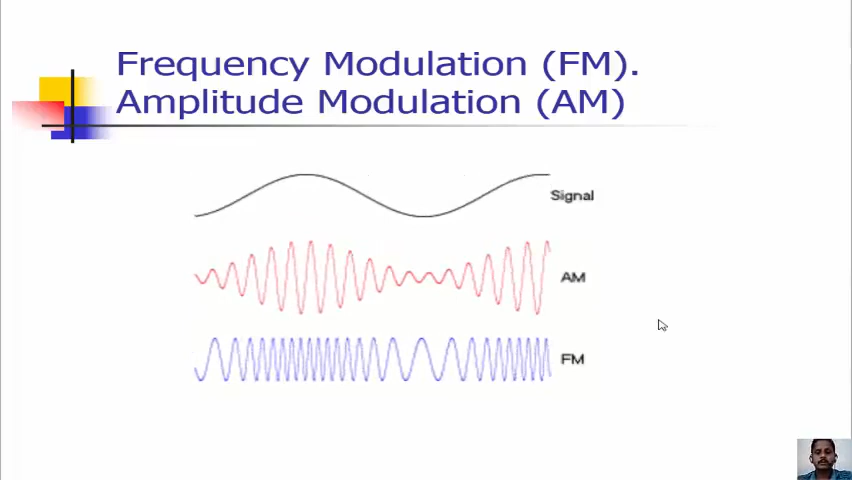 Frequency Modulation (FM).
Amplitude Modulation (AM)
Signal
AM
FM